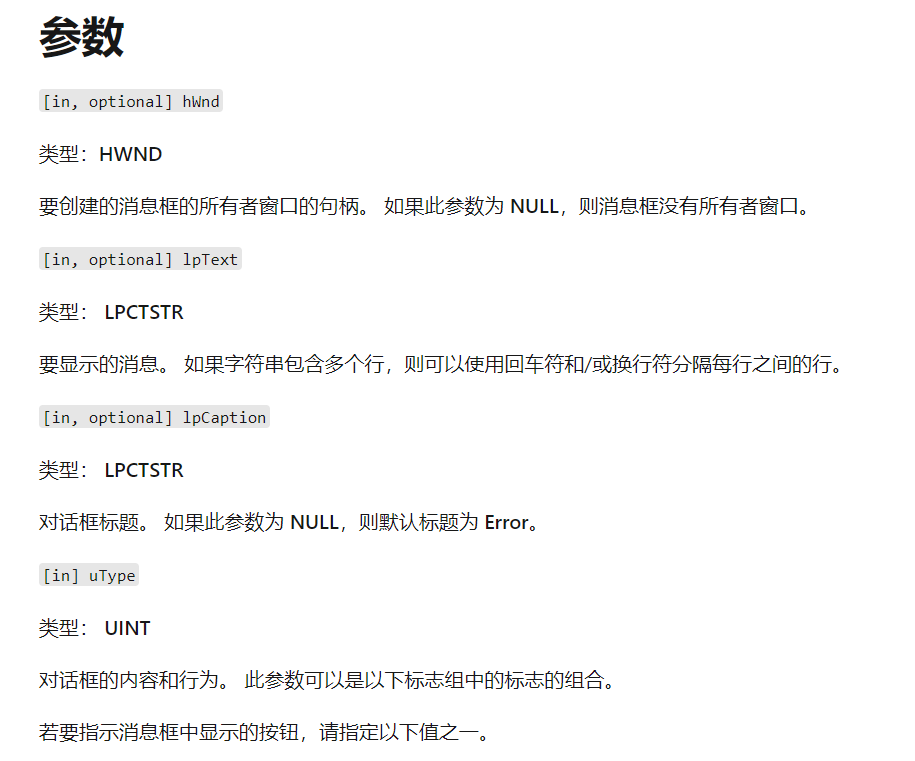 参数
[in, optional] hWnd
类型：HWND
要创建的消息框的所有者窗口的句柄。 如果此参数为 NULL，则消息框没有所有者窗口。
[in, optional] lpText
类型： LPCTSTR
要显示的消息。 如果字符串包含多个行，则可以使用回车符和/或换行符分隔每行之间的行。
[in, optional] lpCaption
类型： LPCTSTR
对话框标题。 如果此参数为 NULL，则默认标题为 Error。
[in] uType
类型： UINT
对话框的内容和行为。 此参数可以是以下标志组中的标志的组合。
若要指示消息框中显示的按钮，请指定以下值之一。